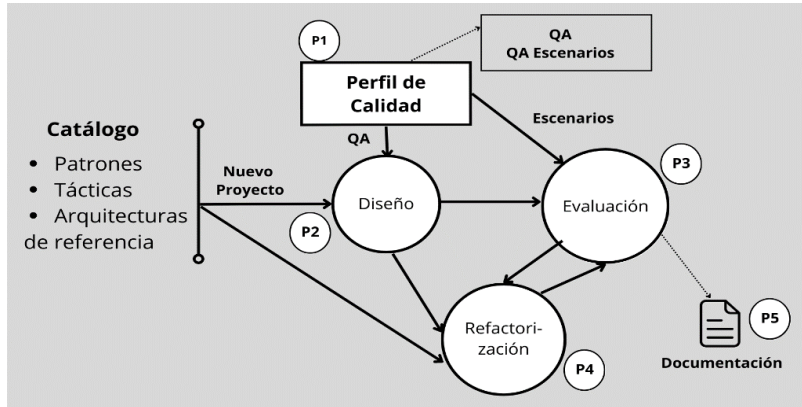 P1
QA
QA Escenarios
Perfil de
Calidad
Escenarios
Catálogo
QA
P3
• Patrones
• Tácticas
• Arquitecturas
de referencia
Nuevo
Proyecto
Diseño
Evaluación
P2
Refactori-
zación
P5
P4
Documentación